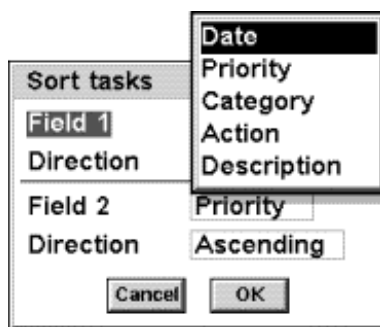 Sort tasks
Field 1
Direction
Date
Priority
Category
Action
Description
Field 2 Priority
Direction Ascending
Cancel OK